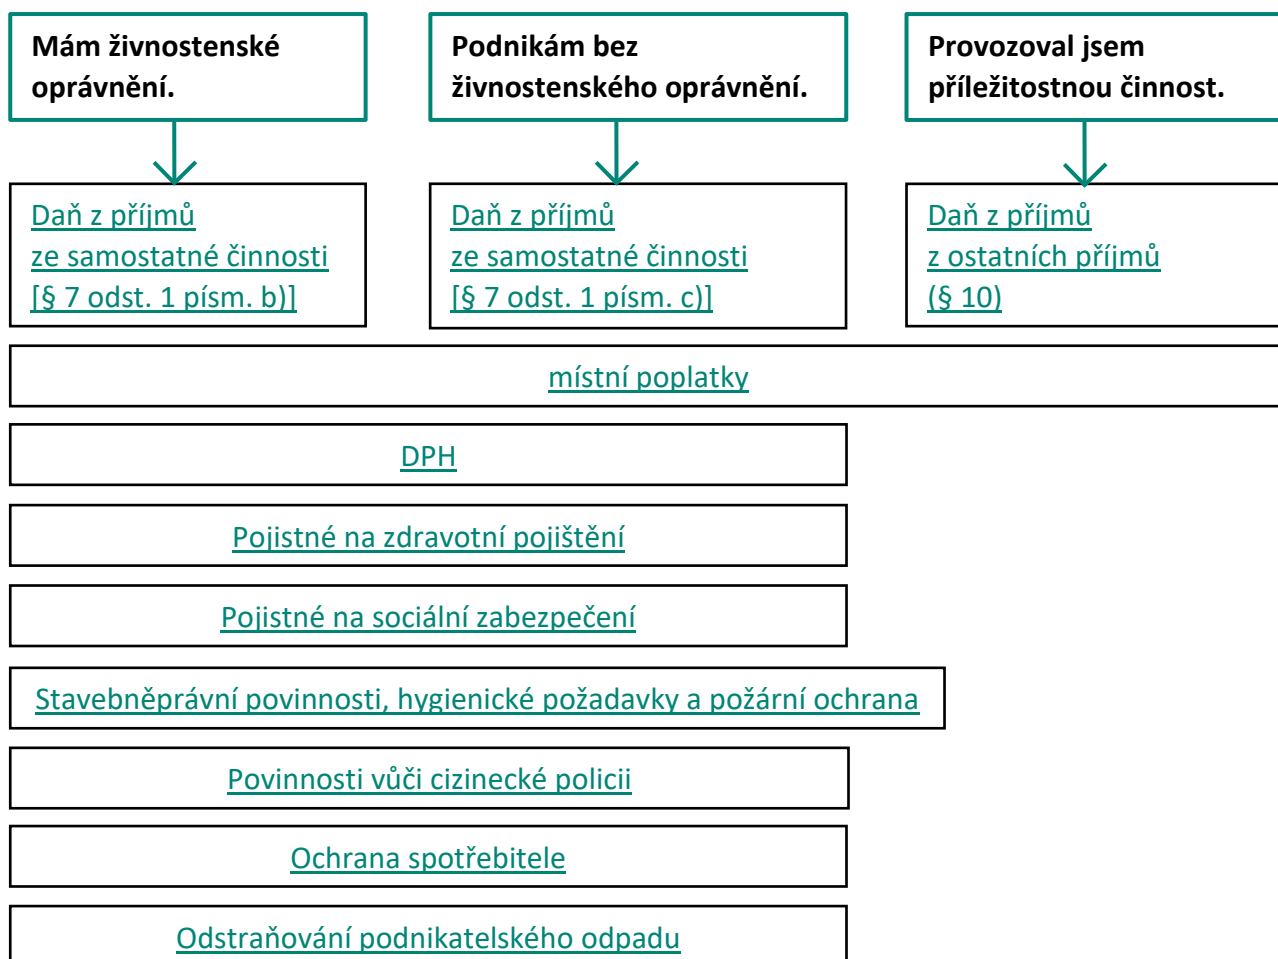 Mám živnostenské
oprávnění.
Podnikám bez
živnostenského oprávnění.
Provozoval jsem
příležitostnou činnost.
Daň z příjmů
ze samostatné činnosti
[§ 7 odst. 1 písm. b)]
Daň z příjmů
ze samostatné činnosti
[§ 7 odst. 1 písm. c)]
Daň z příjmů
z ostatních příjmů
(§ 10)
místní poplatky
DPH
Pojistné na zdravotní pojištění
Pojistné na sociální zabezpečení
Stavebněprávní povinnosti, hygienické požadavky a požární ochrana
Povinnosti vůči cizinecké policii
Ochrana spotřebitele
Odstraňování podnikatelského odpadu